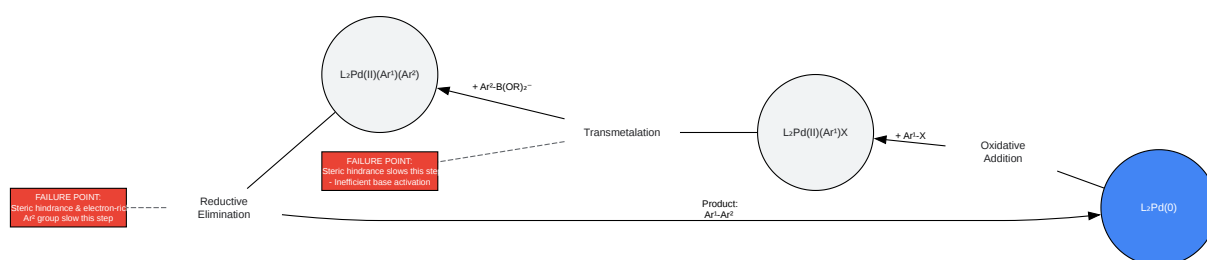 L₂Pd(II)(Ar¹)(Ar²)
+ Ar²-B(OR)₂⁻
Transmetalation
L₂Pd(II)(Ar¹)X
+ Ar¹-X
Oxidative
Addition
FAILURE POINT:
Steric hindrance slows this step
- Inefficient base activation
FAILURE POINT:
Steric hindrance & electron-ric
Ar² group slow this step
Reductive
Elimination
Product:
Ar¹-Ar²
L₂Pd(0)